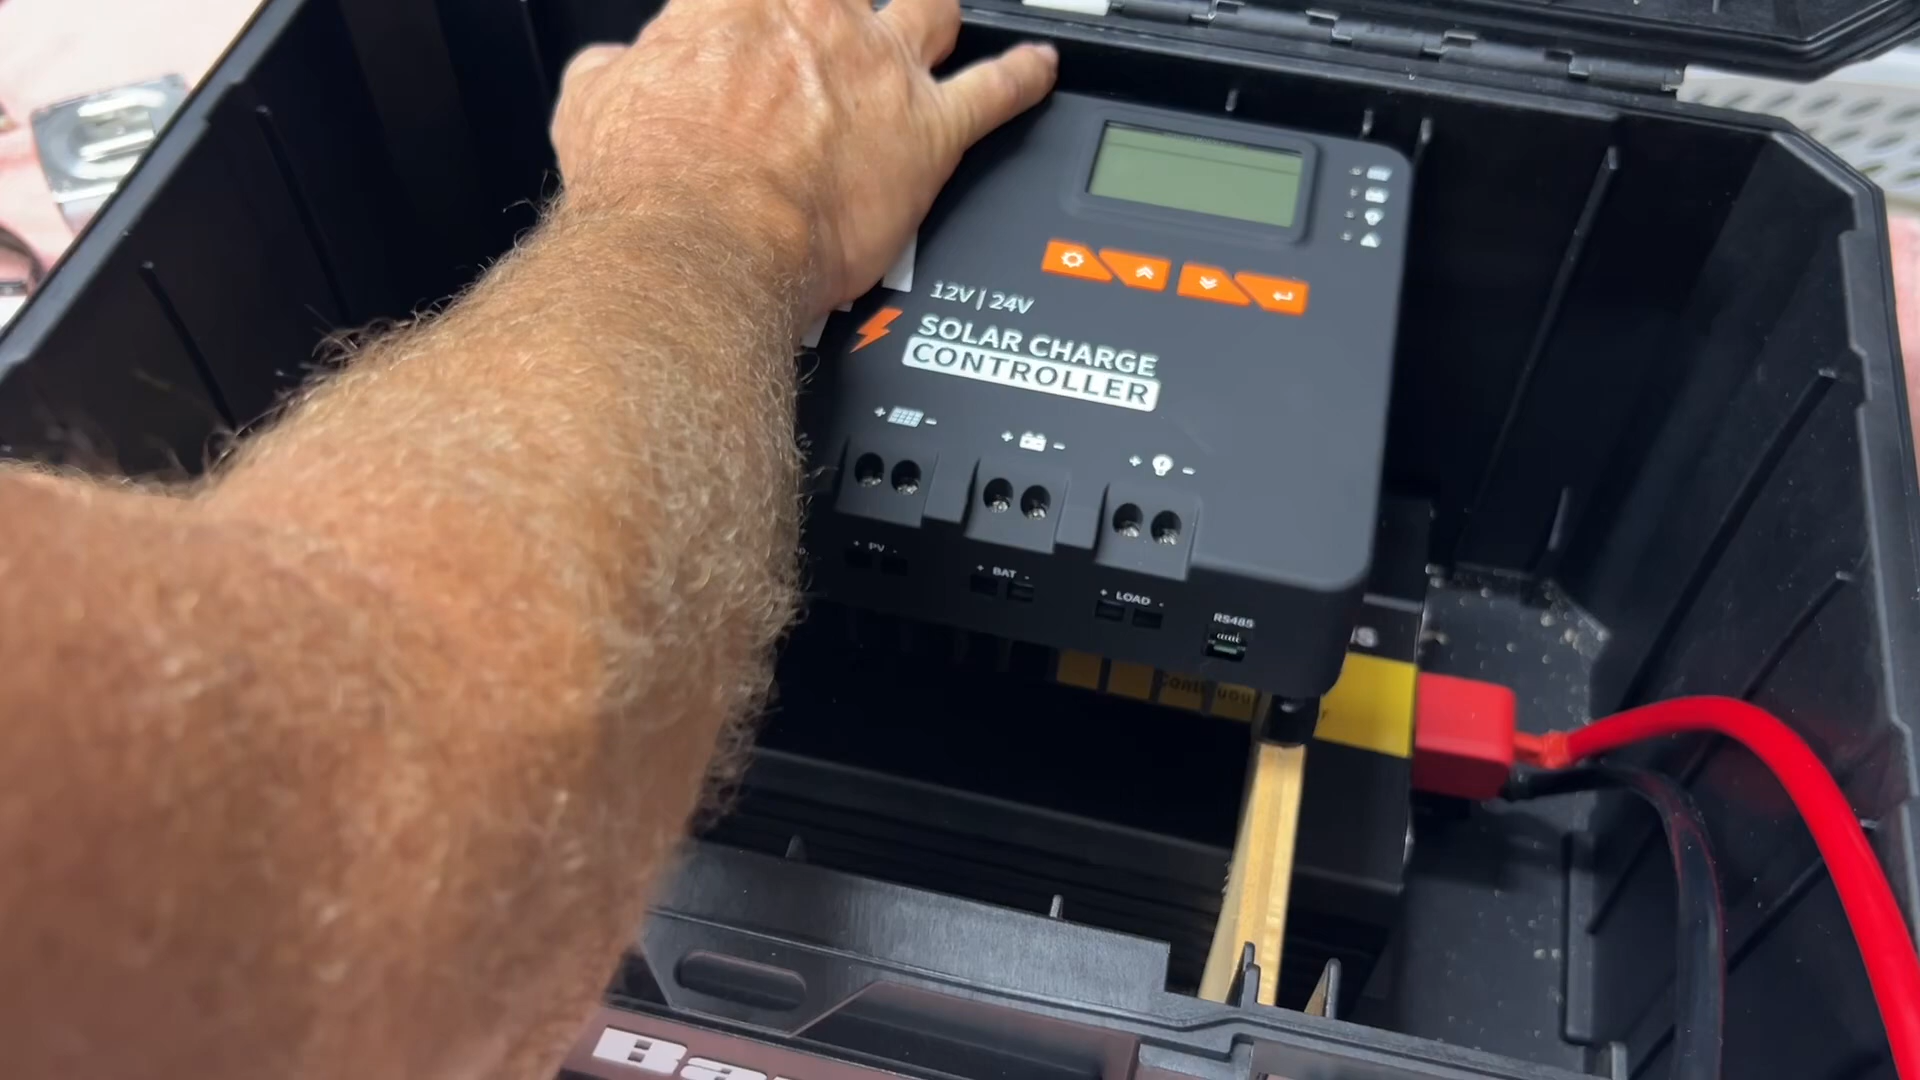 12V | 24V
SOLAR CHARGE
CONTROLLER
+ -
+ -
+ -
+ PV -
+ BAT -
+ LOAD -
RS485